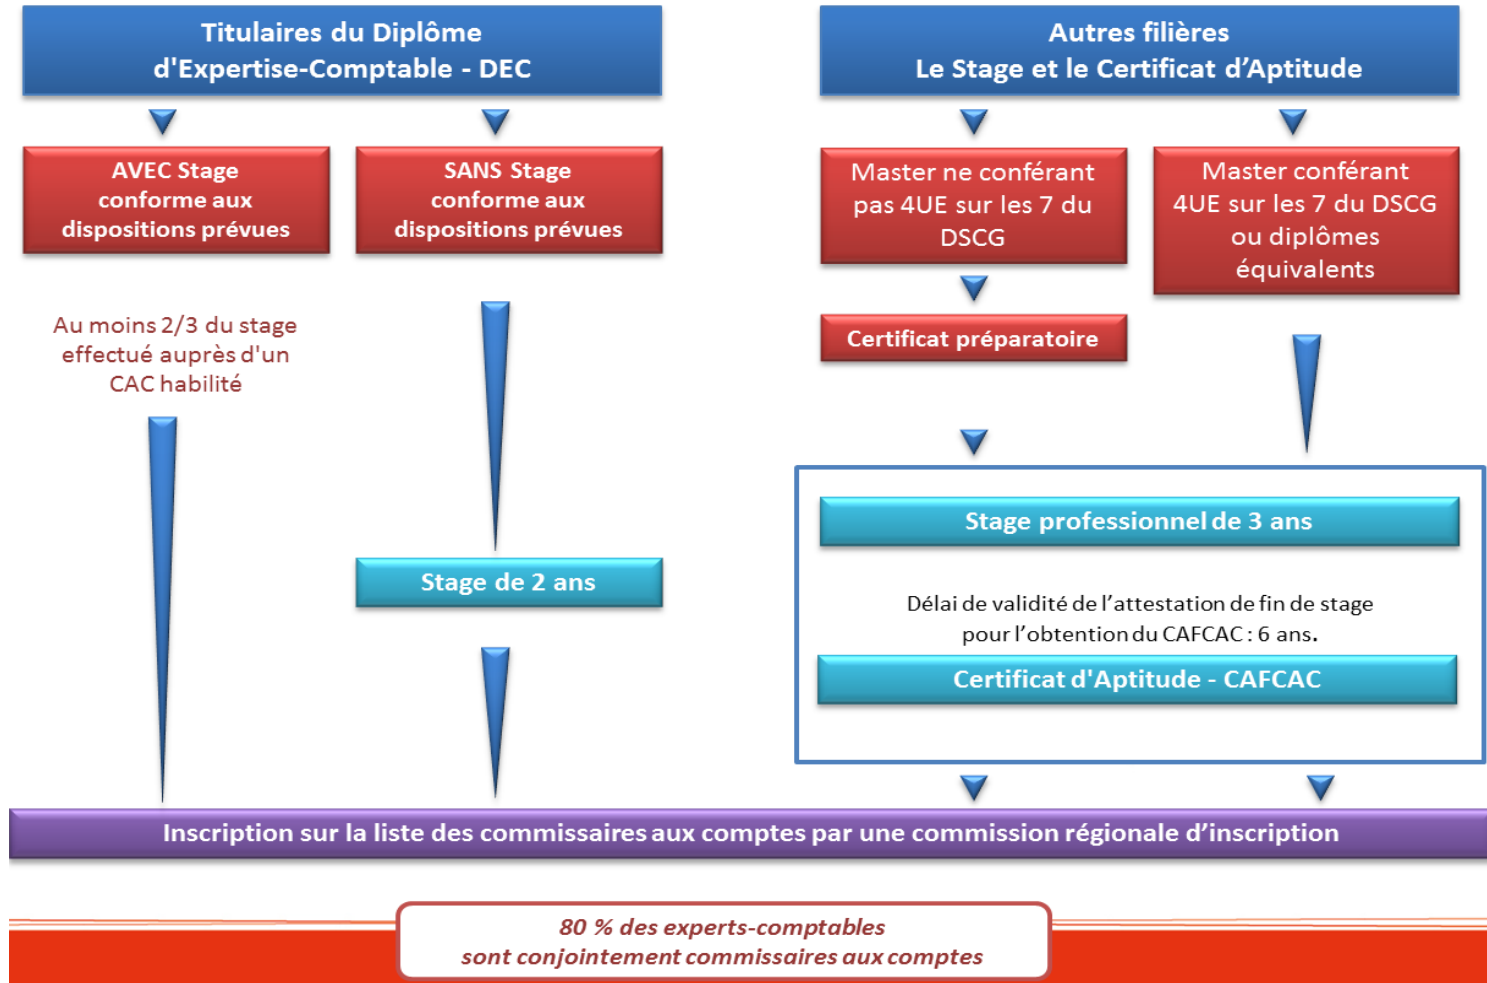 Titulaires du Diplôme
d'Expertise-Comptable - DEC
AVEC Stage
conforme aux
dispositions prévues
SANS Stage
conforme aux
dispositions prévues
Au moins 2/3 du stage
effectué auprès d'un
CAC habilité
Stage de 2 ans
Autres filières
Le Stage et le Certificat d’Aptitude
Master ne conférant
pas 4UE sur les 7 du
DSCG
Master conférant
4UE sur les 7 du DSCG
ou diplômes
équivalents
Certificat préparatoire
Stage professionnel de 3 ans
Délai de validité de l’attestation de fin de stage
pour l’obtention du CAFCAC : 6 ans.
Certificat d'Aptitude - CAFCAC
Inscription sur la liste des commissaires aux comptes par une commission régionale d’inscription
80 % des experts-comptables
sont conjointement commissaires aux comptes